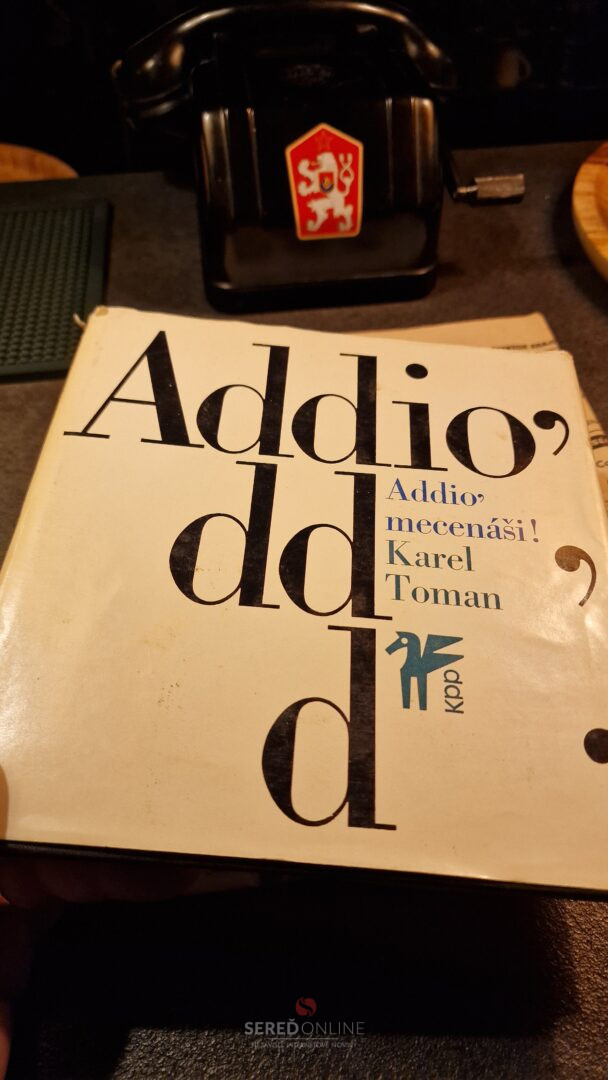 Addio,
dd
d
Addio,
mecenáši!
Karel
Toman
kpp
SEREĎONLINE